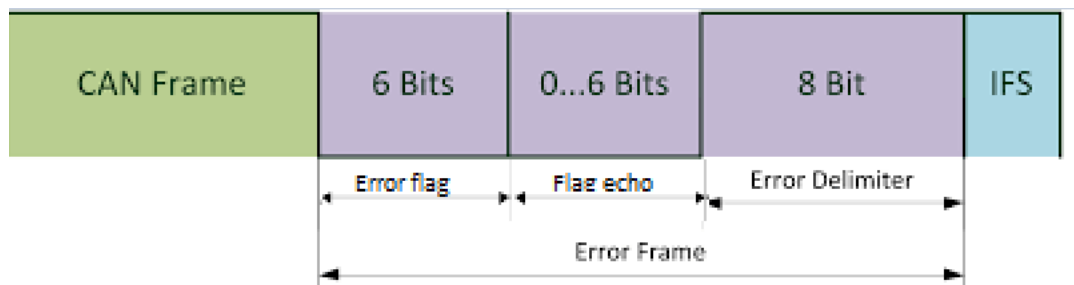 CAN Frame 6 Bits 0...6 Bits 8 Bit IFS
Error flag Flag echo Error Delimiter
Error Frame